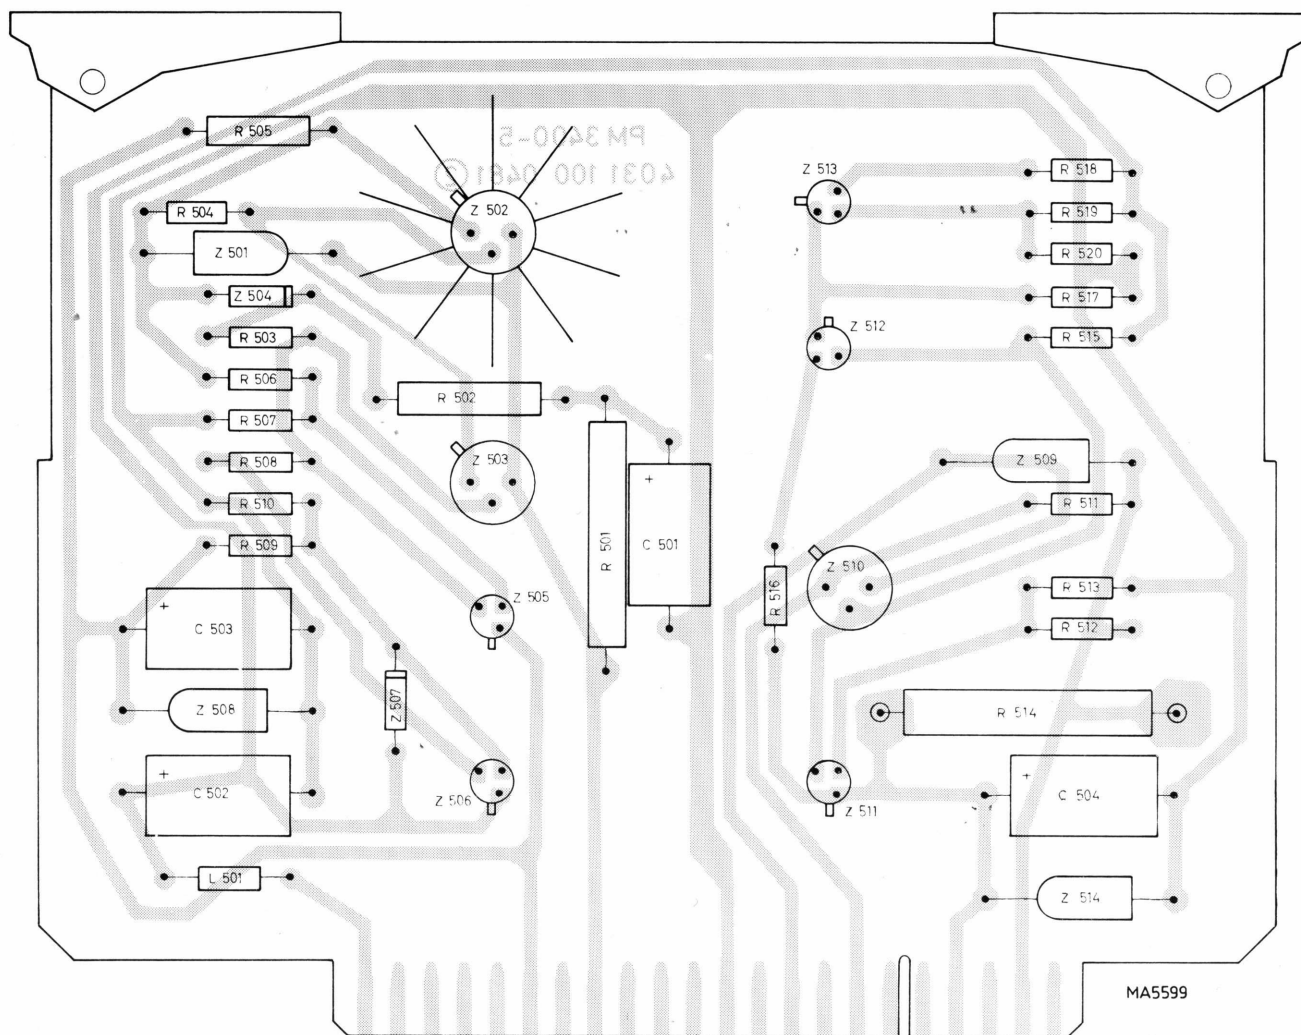 PM 3400-5
4031 100 0481 ②
R 505
Z 513
R 518
R 504
Z 502
R 519
Z 501
R 520
Z 504
R 517
R 503
Z 512
R 515
R 506
R 502
R 507
R 508
Z 503
Z 509
R 510
R 511
R 509
R 501
+
C 501
Z 510
R 516
R 513
+
C 503
Z 505
R 512
Z 508
Z 507
R 514
+
C 502
Z 506
Z 511
+
C 504
L 501
Z 514
MA5599